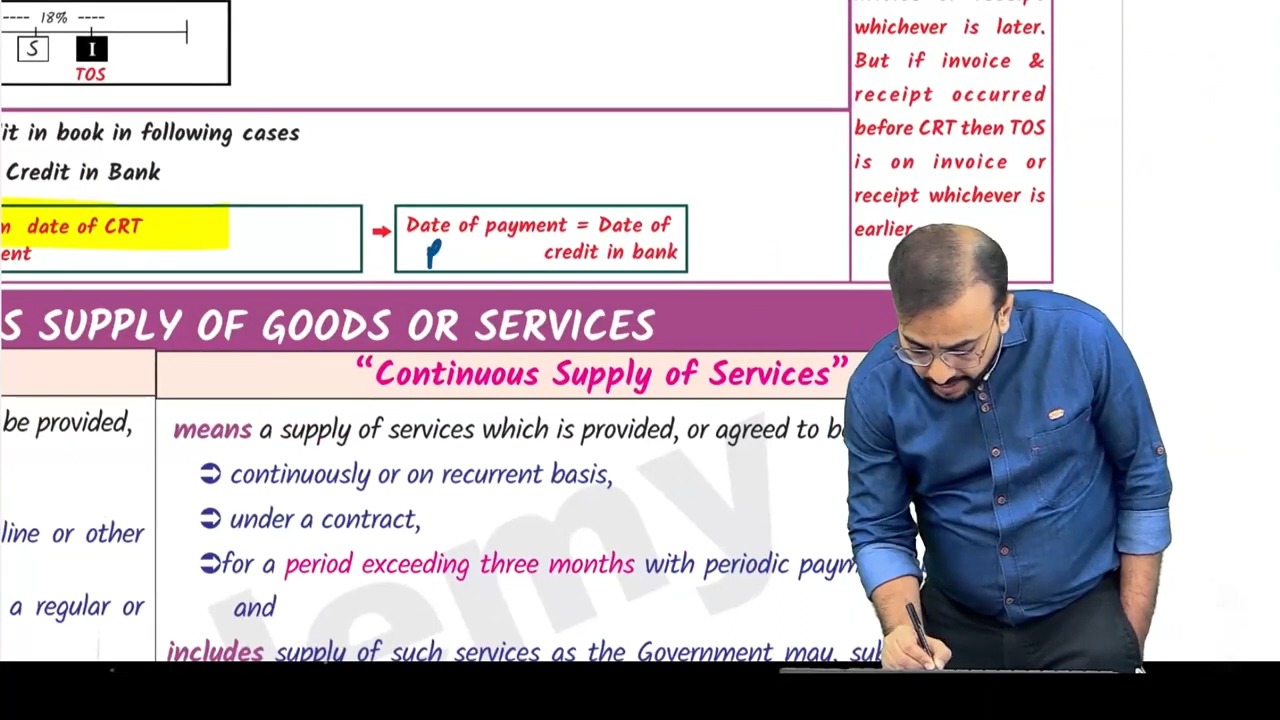 ---- 18% ----
S I
TOS
whichever is later.
But if invoice &
receipt occurred
before CRT then TOS
is on invoice or
receipt whichever is
earlier
it in book in following cases
Credit in Bank
date of CRT
ent
Date of payment = Date of
credit in bank
P
S SUPPLY OF GOODS OR SERVICES
“Continuous Supply of Services”
be provided,
line or other
a regular or
means a supply of services which is provided, or agreed to b
➲ continuously or on recurrent basis,
➲ under a contract,
➲for a period exceeding three months with periodic paym
and
includes supply of such services as the Government may, sub
demy